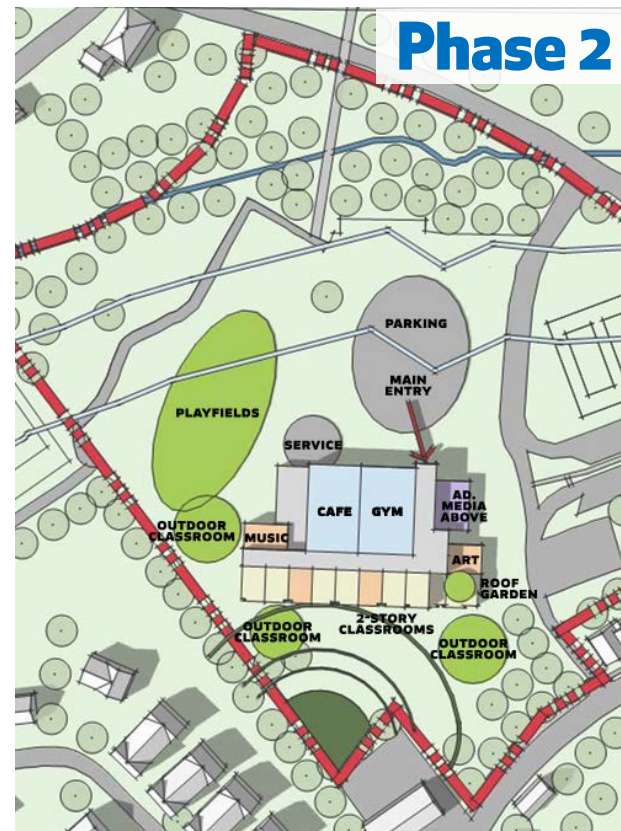 Phase 2
PARKING
MAIN
ENTRY
PLAYFIELDS
SERVICE
CAFE
GYM
AD.
MEDIA
ABOVE
OUTDOOR
CLASSROOM
MUSIC
ART
ROOF
GARDEN
OUTDOOR
CLASSROOM
2-STORY
CLASSROOMS
OUTDOOR
CLASSROOM